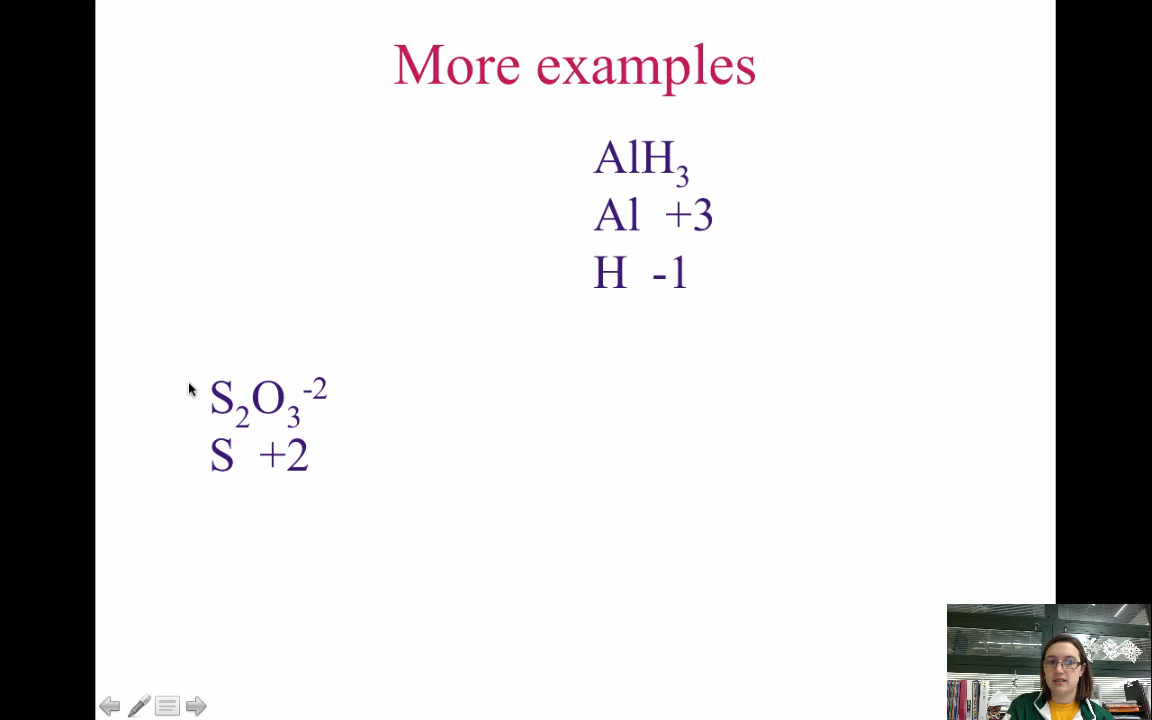 More examples
AlH₃
Al +3
H -1
S₂O₃⁻²
S +2